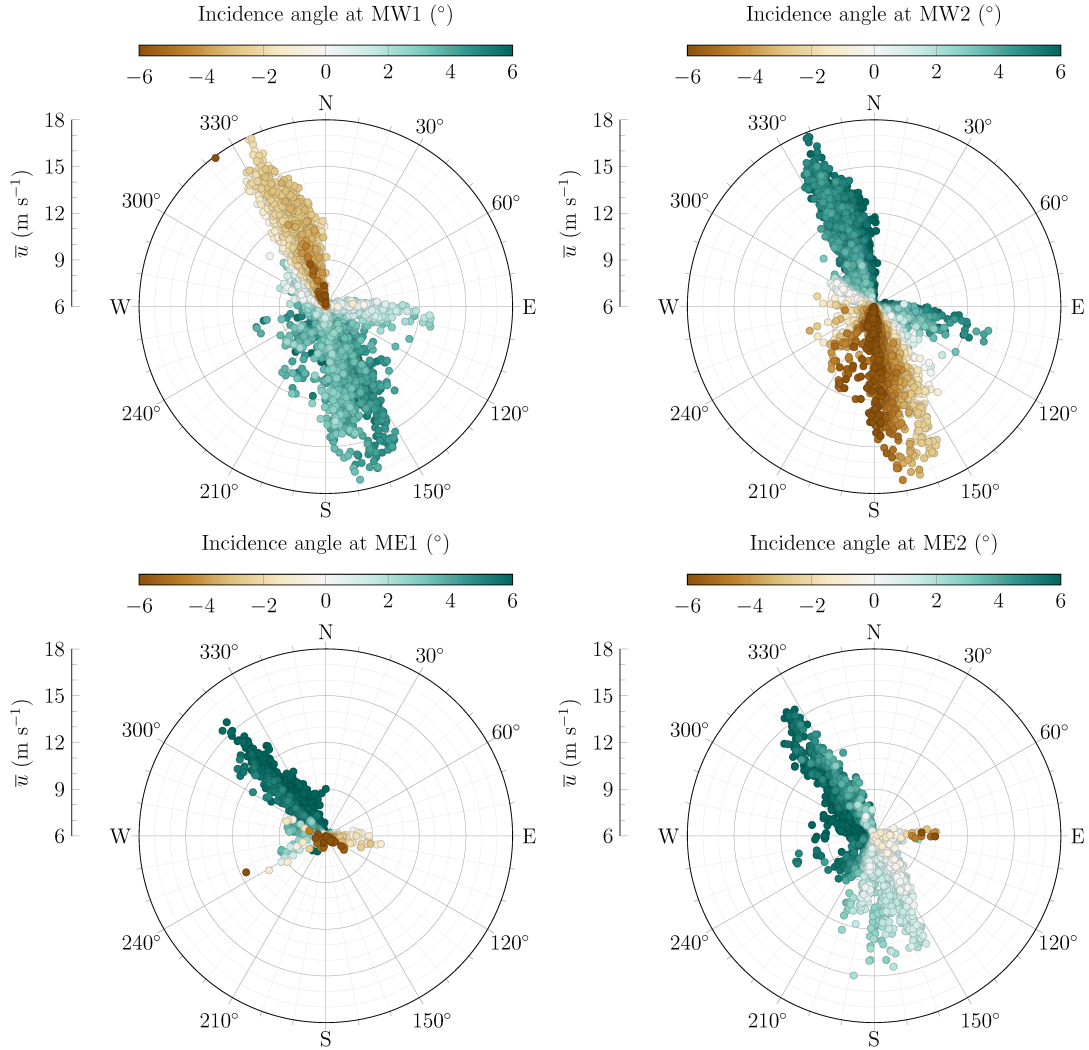 Incidence angle at MW1 (°)
−6 −4 −2 0 2 4 6
18
15
12
9
6
u̅ (m s⁻¹)
N
30°
60°
E
120°
150°
S
210°
240°
W
300°
330°
Incidence angle at MW2 (°)
−6 −4 −2 0 2 4 6
18
15
12
9
6
u̅ (m s⁻¹)
N
30°
60°
E
120°
150°
S
210°
240°
W
300°
330°
Incidence angle at ME1 (°)
−6 −4 −2 0 2 4 6
18
15
12
9
6
u̅ (m s⁻¹)
N
30°
60°
E
120°
150°
S
210°
240°
W
300°
330°
Incidence angle at ME2 (°)
−6 −4 −2 0 2 4 6
18
15
12
9
6
u̅ (m s⁻¹)
N
30°
60°
E
120°
150°
S
210°
240°
W
300°
330°